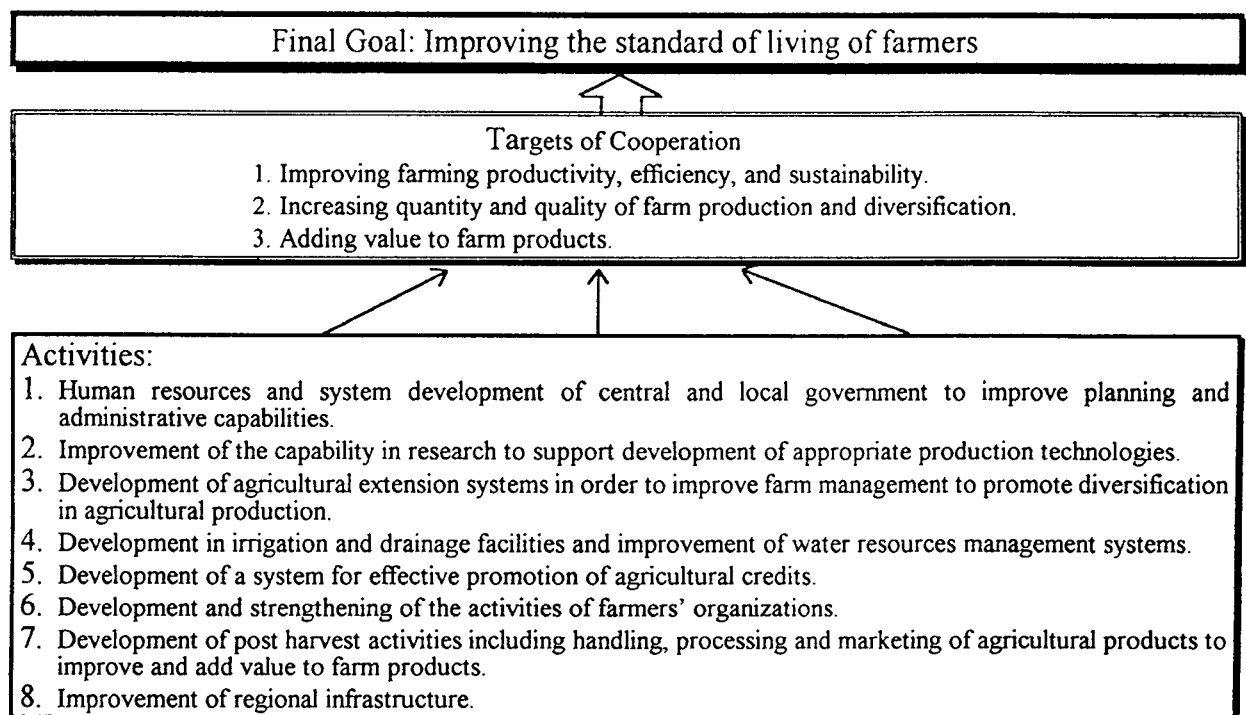 Final Goal: Improving the standard of living of farmers
Targets of Cooperation
1. Improving farming productivity, efficiency, and sustainability.
2. Increasing quantity and quality of farm production and diversification.
3. Adding value to farm products.
Activities:
1. Human resources and system development of central and local government to improve planning and
administrative capabilities.
2. Improvement of the capability in research to support development of appropriate production technologies.
3. Development of agricultural extension systems in order to improve farm management to promote diversification
in agricultural production.
4. Development in irrigation and drainage facilities and improvement of water resources management systems.
5. Development of a system for effective promotion of agricultural credits.
6. Development and strengthening of the activities of farmers' organizations.
7. Development of post harvest activities including handling, processing and marketing of agricultural products to
improve and add value to farm products.
8. Improvement of regional infrastructure.